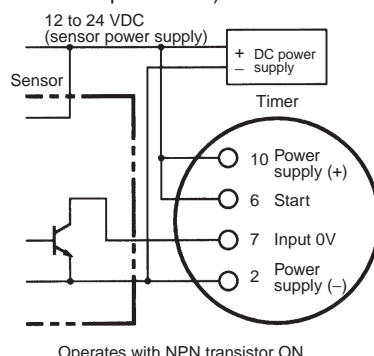 12 to 24 VDC
(sensor power supply)
+ DC power
– supply
Sensor
Timer
10 Power
supply (+)
6 Start
7 Input 0V
2 Power
supply (–)
Operates with NPN transistor ON